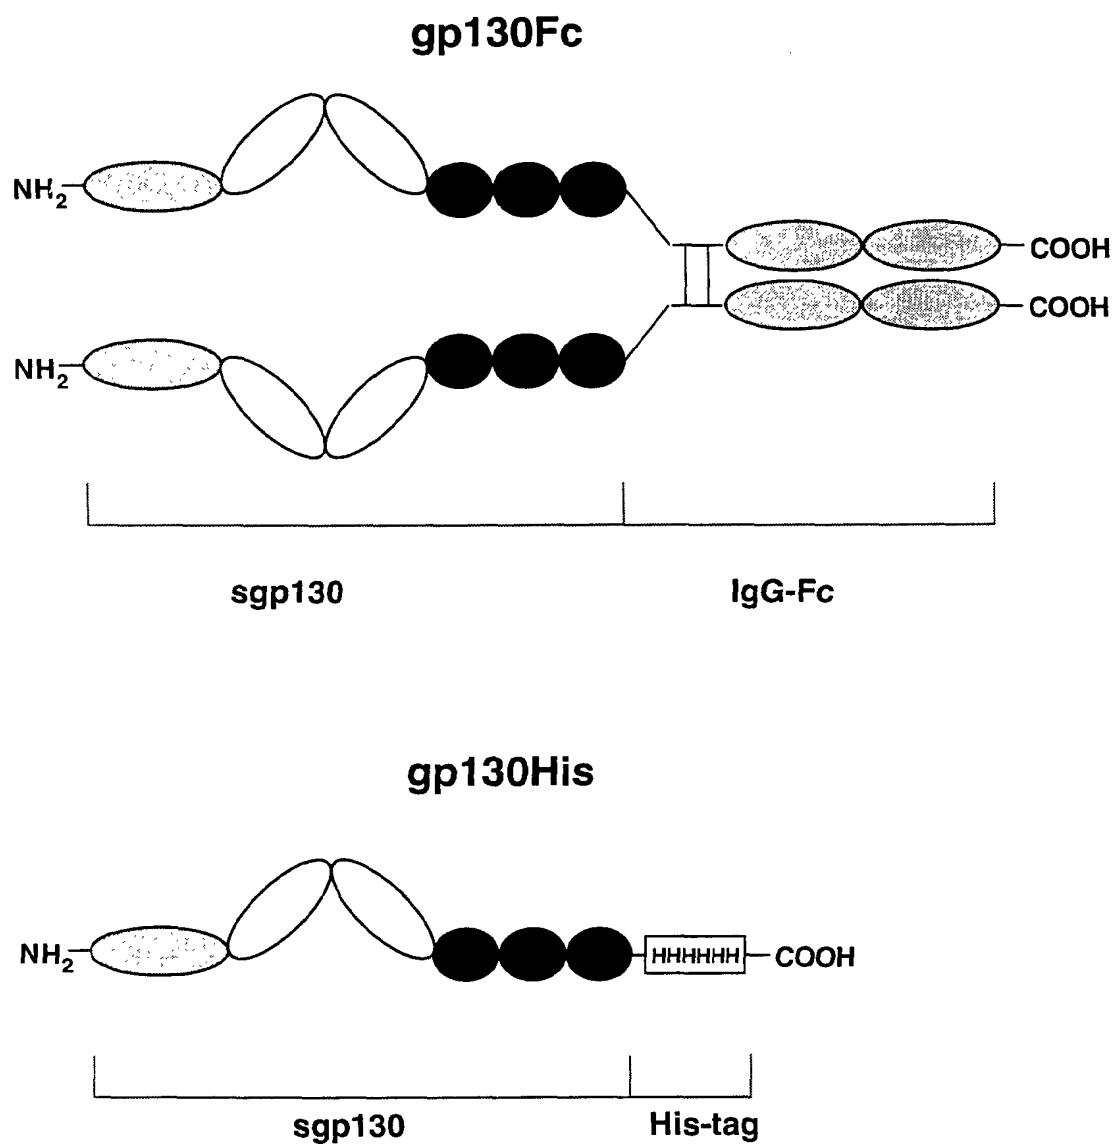 gp130Fc
NH2
COOH
COOH
NH2
sgp130 IgG-Fc
gp130His
NH2 HHHHHH COOH
sgp130 His-tag